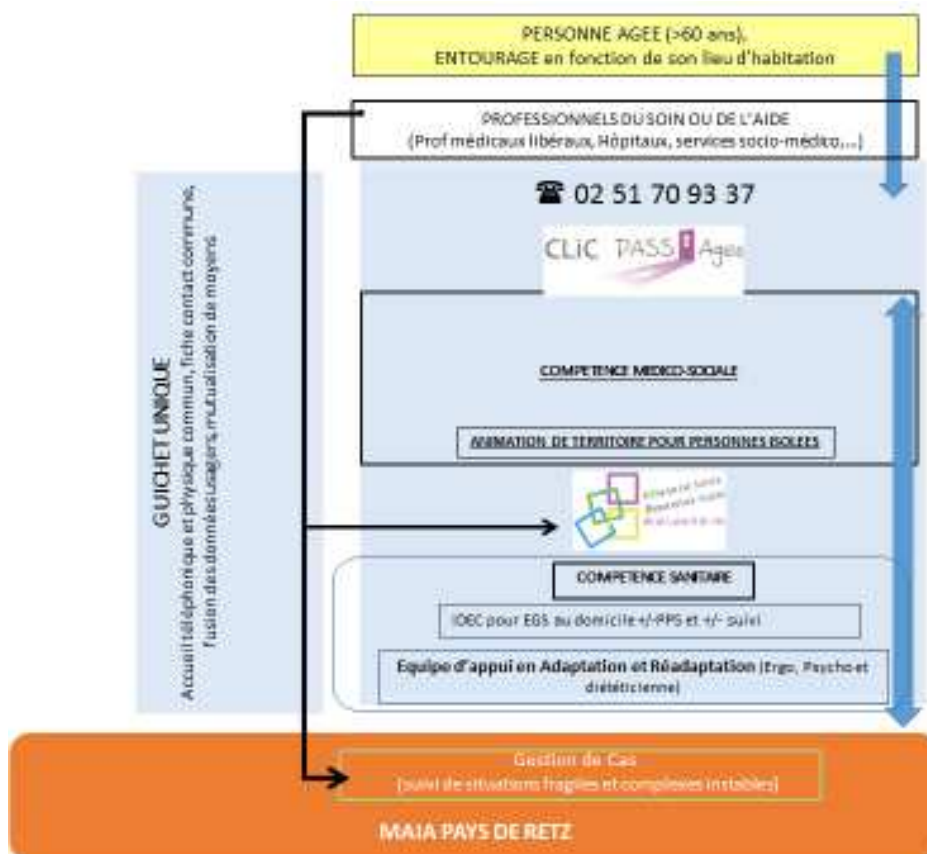 PERSONNE AGEE (>60 ans),
ENTOURAGE en fonction de son lieu d'habitation
PROFESSIONNELS DU SOIN OU DE L'AIDE
(Prof médicaux libéraux, Hôpitaux, services socio-médico,...)
☎ 02 51 70 93 37
CLiC PASS Agee
GUICHET UNIQUE
Accueil téléphonique et physique commun, fiche contact commune,
fusion des données usagers, mutualisation de moyens
COMPETENCE MEDICO-SOCIALE
ANIMATION DE TERRITOIRE POUR PERSONNES ISOLEES
COMPETENCE SANITAIRE
IDEC pour EGS au domicile +/-PPS et +/- suivi
Equipe d'appui en Adaptation et Réadaptation (Ergo, Psycho et
diététicienne)
Gestion de Cas
(suivi de situations fragiles et complexes instables)
MAIA PAYS DE RETZ